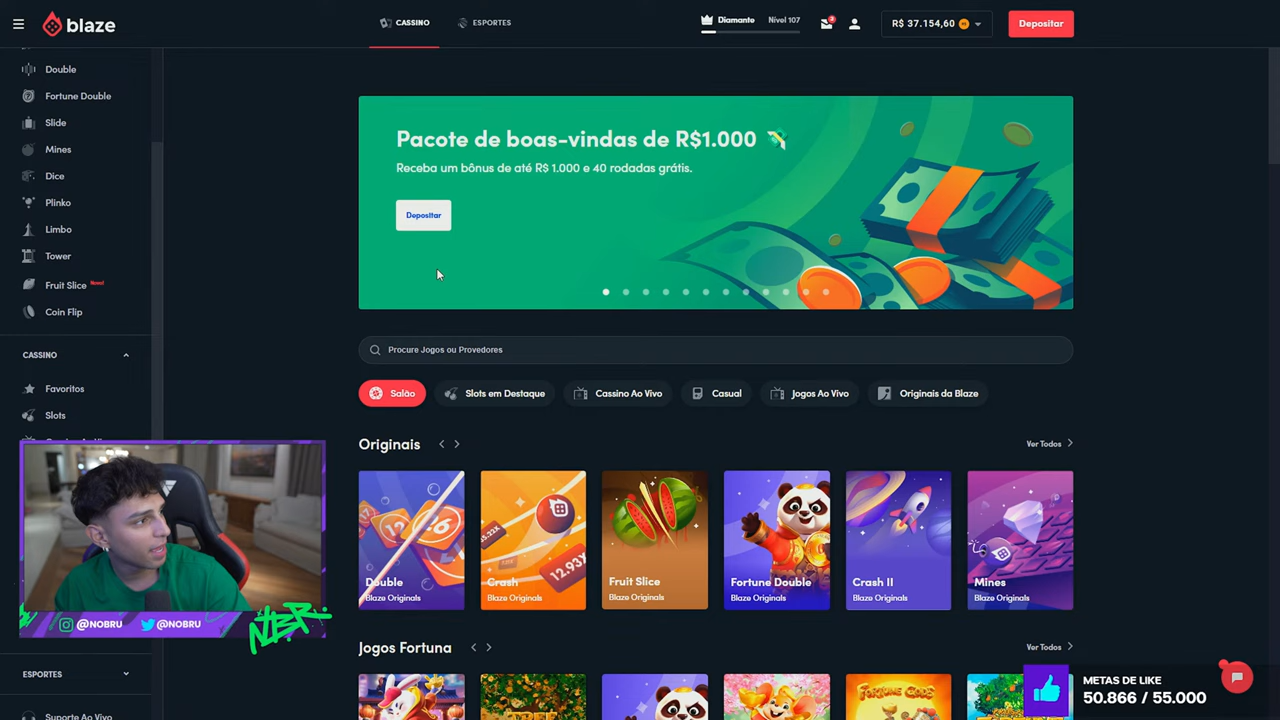 blaze
CASSINO
ESPORTES
Diamante
Nível 107
3
R$ 37.154,60
Depositar
Double
Fortune Double
Slide
Mines
Dice
Plinko
Limbo
Tower
Fruit Slice Novo!
Coin Flip
CASSINO
Favoritos
Slots
ESPORTES
Suporte Ao Vivo
Pacote de boas-vindas de R$1.000
Receba um bônus de até R$ 1.000 e 40 rodadas grátis.
Depositar
Procure Jogos ou Provedores
Salão
Slots em Destaque
Cassino Ao Vivo
Casual
Jogos Ao Vivo
Originais da Blaze
Originais
Ver Todos
Double
Blaze Originals
Crash
Blaze Originals
Fruit Slice
Blaze Originals
Fortune Double
Blaze Originals
Crash II
Blaze Originals
Mines
Blaze Originals
Jogos Fortuna
Ver Todos
@NOBRU
@NOBRU
NBR
METAS DE LIKE
50.866 / 55.000